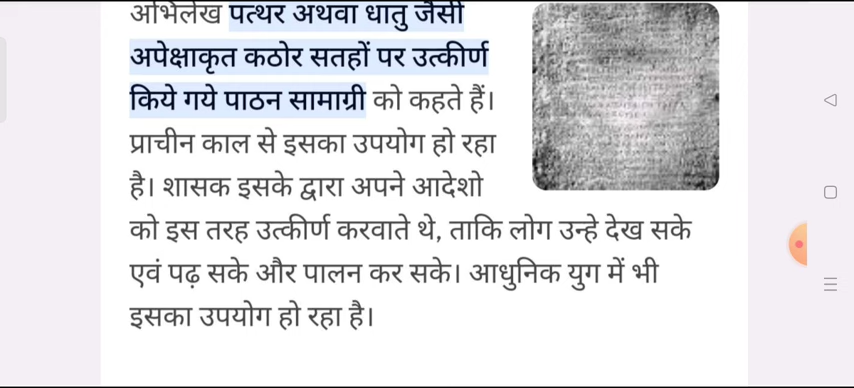 अभिलेख पत्थर अथवा धातु जैसी
अपेक्षाकृत कठोर सतहों पर उत्कीर्ण
किये गये पाठन सामाग्री को कहते हैं।
प्राचीन काल से इसका उपयोग हो रहा
है। शासक इसके द्वारा अपने आदेशो
को इस तरह उत्कीर्ण करवाते थे, ताकि लोग उन्हे देख सके
एवं पढ़ सके और पालन कर सके। आधुनिक युग में भी
इसका उपयोग हो रहा है।